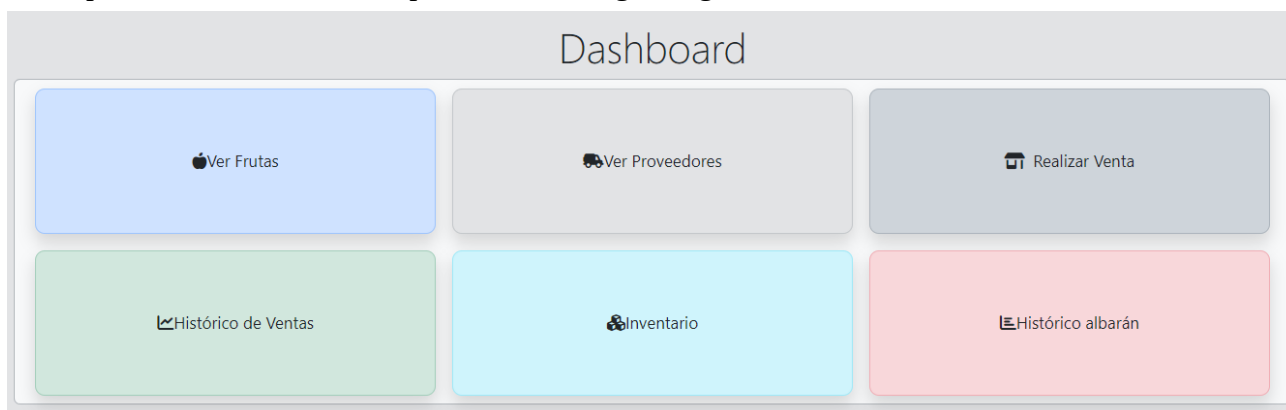 Dashboard
Ver Frutas
Ver Proveedores
Realizar Venta
Histórico de Ventas
Inventario
Histórico albarán